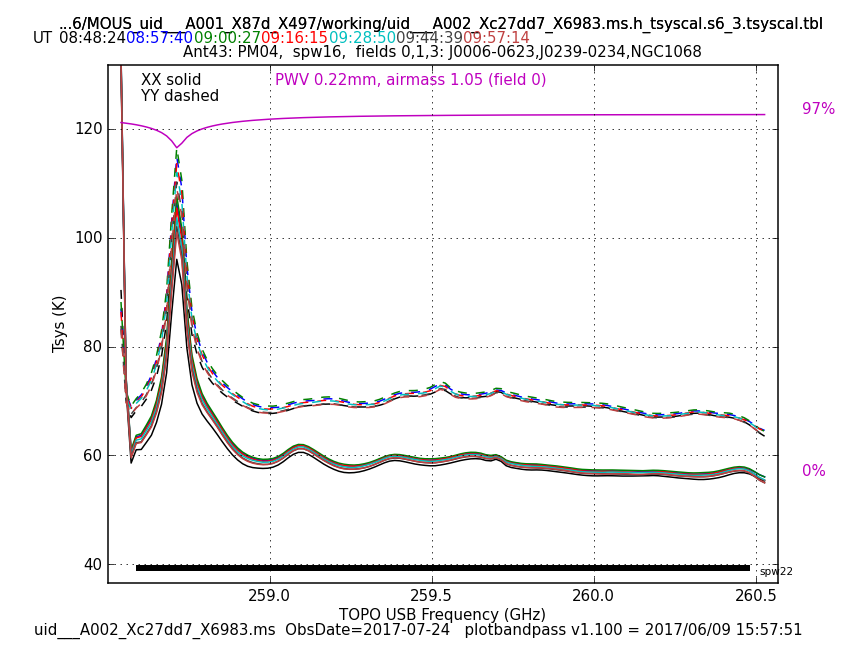 ...6/MOUS_uid___A001_X87d_X497/working/uid___A002_Xc27dd7_X6983.ms.h_tsyscal.s6_3.tsyscal.tbl
UT 08:48:24 08:57:40 09:00:27 09:16:15 09:28:50 09:44:39 09:57:14
Ant43: PM04, spw16, fields 0,1,3: J0006-0623,J0239-0234,NGC1068
XX solid
YY dashed
PWV 0.22mm, airmass 1.05 (field 0)
97%
120
100
80
60
40
Tsys (K)
0%
spw22
259.0 259.5 260.0 260.5
TOPO USB Frequency (GHz)
uid___A002_Xc27dd7_X6983.ms ObsDate=2017-07-24 plotbandpass v1.100 = 2017/06/09 15:57:51